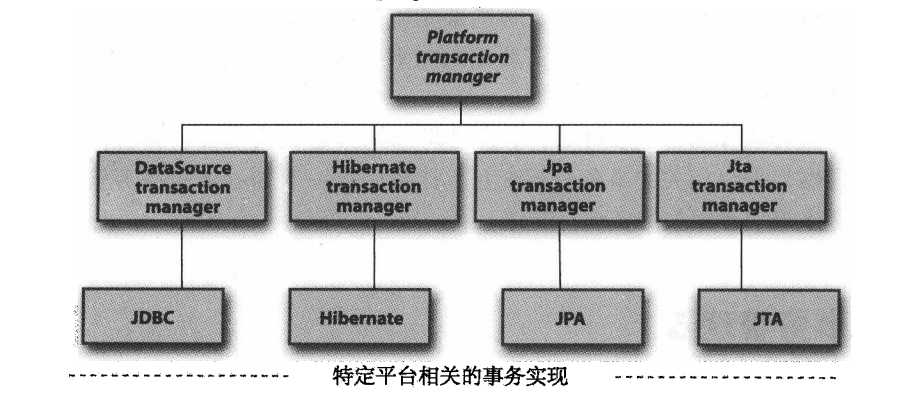 Platform
transaction
manager
DataSource
transaction
manager
Hibernate
transaction
manager
Jpa
transaction
manager
Jta
transaction
manager
JDBC
Hibernate
JPA
JTA
特定平台相关的事务实现